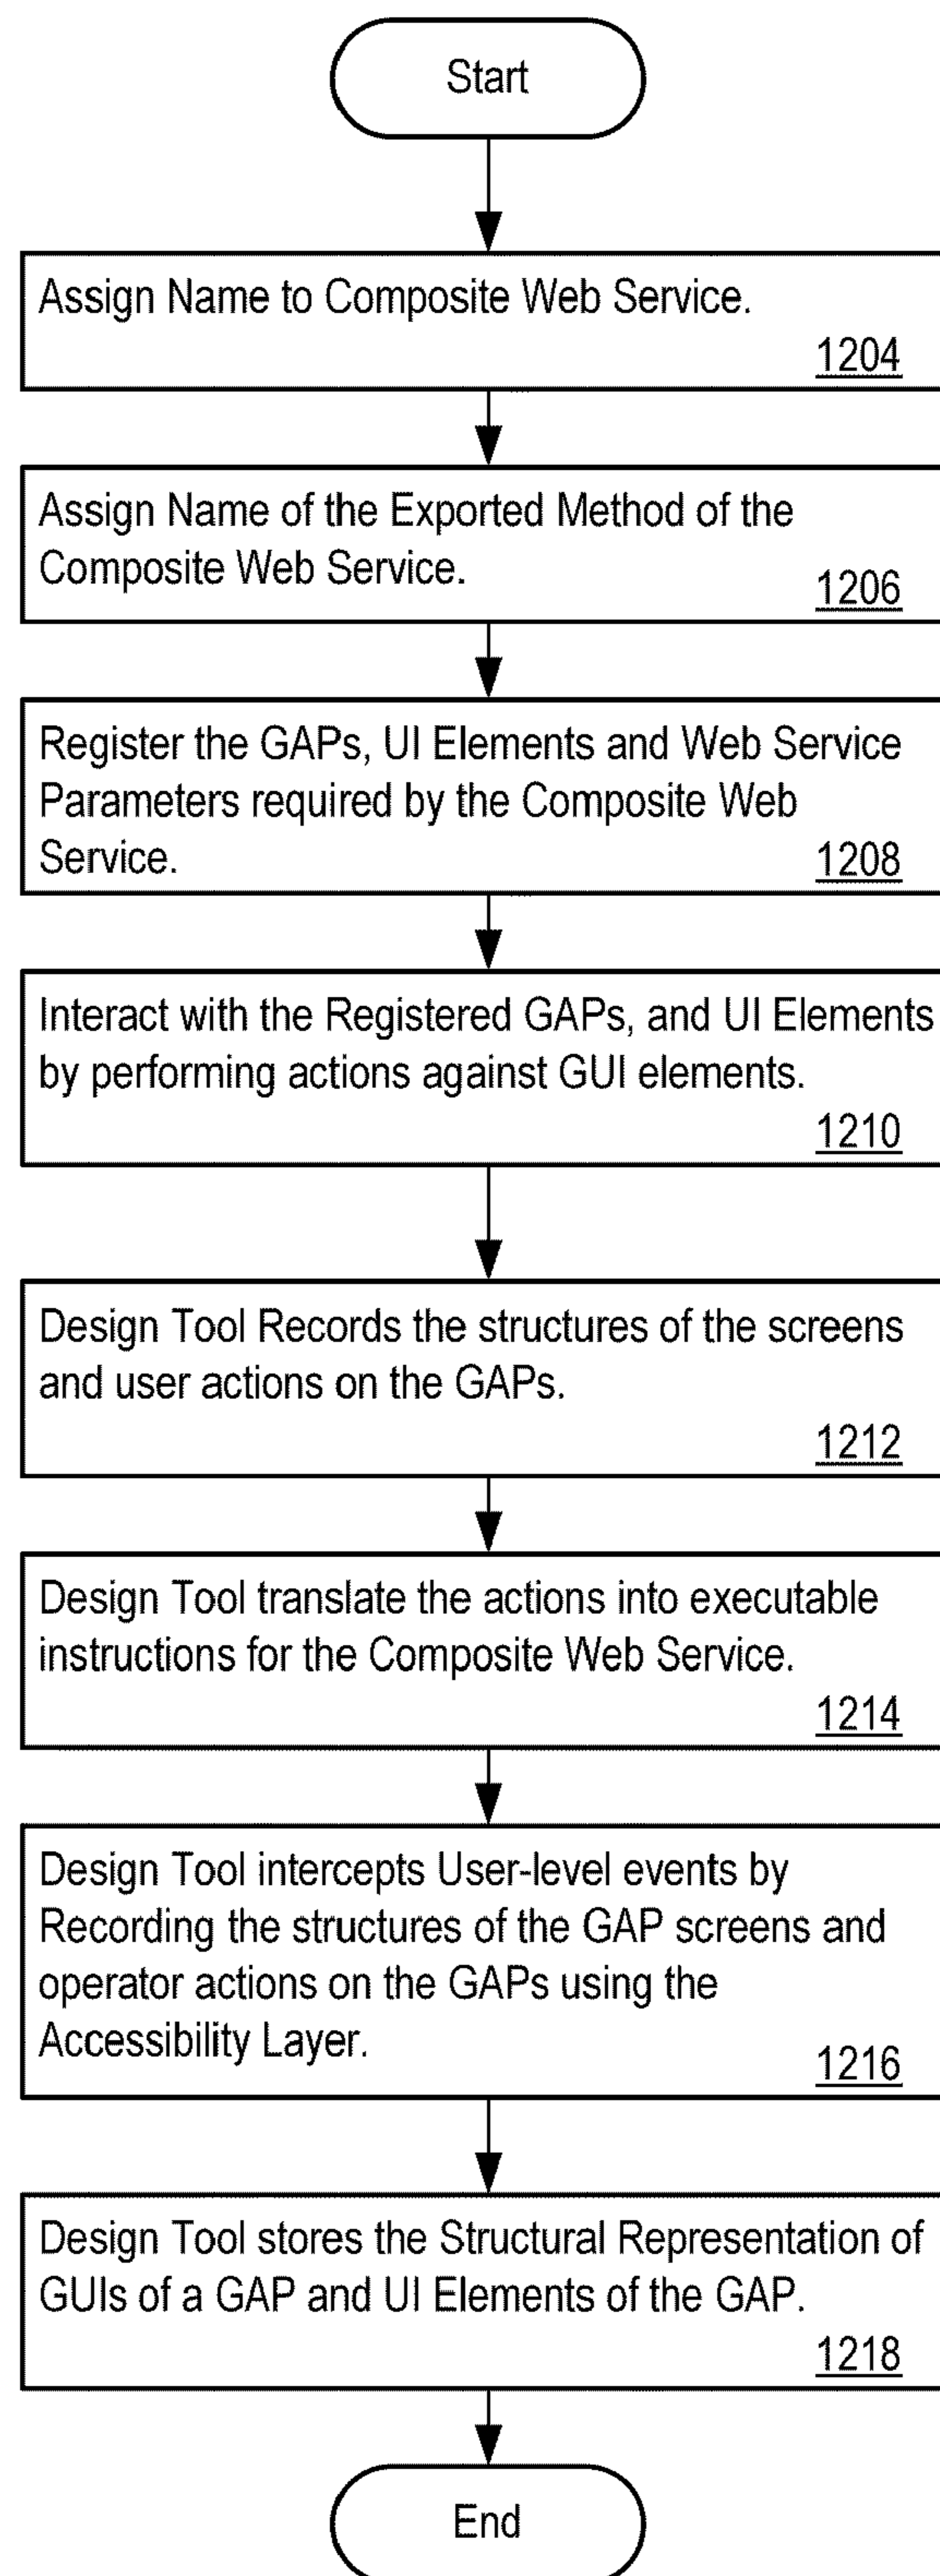 Start
Assign Name to Composite Web Service.
1204
Assign Name of the Exported Method of the
Composite Web Service.
1206
Register the GAPs, UI Elements and Web Service
Parameters required by the Composite Web
Service.
1208
Interact with the Registered GAPs, and UI Elements
by performing actions against GUI elements.
1210
Design Tool Records the structures of the screens
and user actions on the GAPs.
1212
Design Tool translate the actions into executable
instructions for the Composite Web Service.
1214
Design Tool intercepts User-level events by
Recording the structures of the GAP screens and
operator actions on the GAPs using the
Accessibility Layer.
1216
Design Tool stores the Structural Representation of
GUIs of a GAP and UI Elements of the GAP.
1218
End